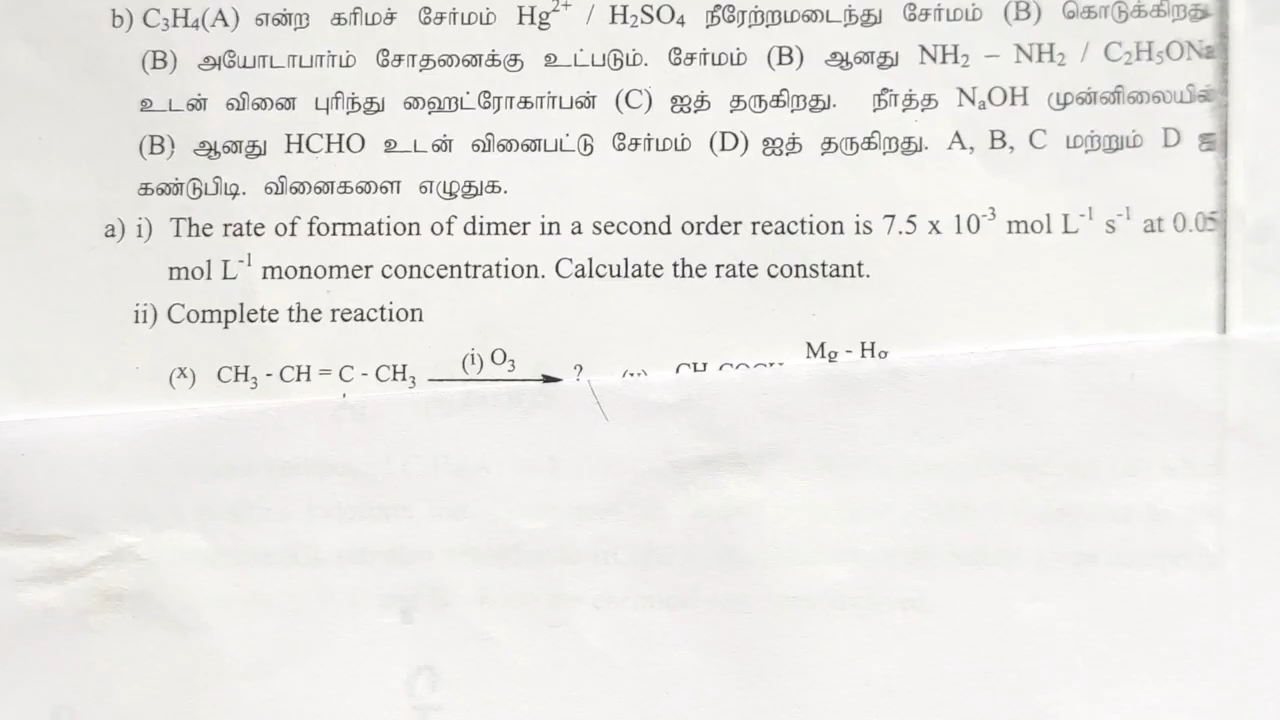 b) C₃H₄(A) என்ற கரிமச் சேர்மம் Hg²⁺ / H₂SO₄ நீரேற்றமடைந்து சேர்மம் (B) கொடுக்கிறது
(B) அயோடாபார்ம் சோதனைக்கு உட்படும். சேர்மம் (B) ஆனது NH₂ – NH₂ / C₂H₅ONa
உடன் வினை புரிந்து ஹைட்ரோகார்பன் (C) ஐத் தருகிறது. நீர்த்த NₐOH முன்னிலையில்
(B) ஆனது HCHO உடன் வினைபட்டு சேர்மம் (D) ஐத் தருகிறது. A, B, C மற்றும் D
கண்டுபிடி. வினைகளை எழுதுக.
a) i) The rate of formation of dimer in a second order reaction is 7.5 x 10⁻³ mol L⁻¹ s⁻¹ at 0.05
mol L⁻¹ monomer concentration. Calculate the rate constant.
ii) Complete the reaction
(x) CH₃ - CH = C - CH₃ (i) O₃ ? Mg - Hg